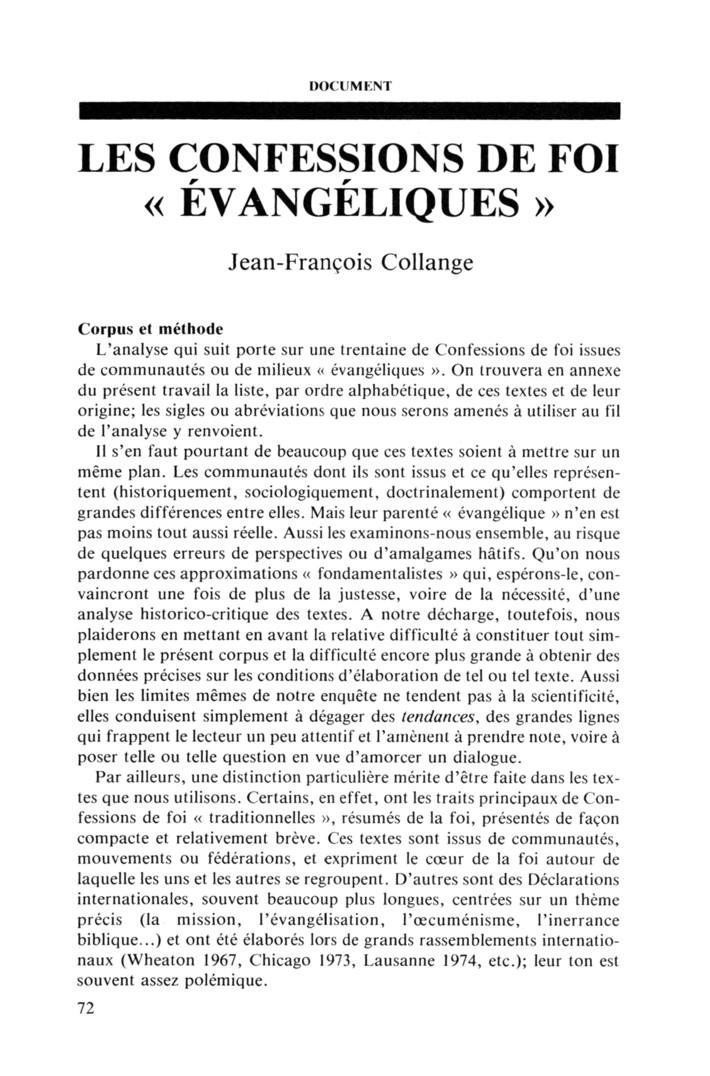 DOCUMENT
LES CONFESSIONS DE FOI
« ÉVANGÉLIQUES »
Jean-François Collange
Corpus et méthode
L'analyse qui suit porte sur une trentaine de Confessions de foi issues
de communautés ou de milieux « évangéliques ». On trouvera en annexe
du présent travail la liste, par ordre alphabétique, de ces textes et de leur
origine; les sigles ou abréviations que nous serons amenés à utiliser au fil
de l'analyse y renvoient.
Il s'en faut pourtant de beaucoup que ces textes soient à mettre sur un
même plan. Les communautés dont ils sont issus et ce qu'elles représen-
tent (historiquement, sociologiquement, doctrinalement) comportent de
grandes différences entre elles. Mais leur parenté « évangélique » n'en est
pas moins tout aussi réelle. Aussi les examinons-nous ensemble, au risque
de quelques erreurs de perspectives ou d'amalgames hâtifs. Qu'on nous
pardonne ces approximations « fondamentalistes » qui, espérons-le, con-
vaincront une fois de plus de la justesse, voire de la nécessité, d'une
analyse historico-critique des textes. A notre décharge, toutefois, nous
plaiderons en mettant en avant la relative difficulté à constituer tout sim-
plement le présent corpus et la difficulté encore plus grande à obtenir des
données précises sur les conditions d'élaboration de tel ou tel texte. Aussi
bien les limites mêmes de notre enquête ne tendent pas à la scientificité,
elles conduisent simplement à dégager des tendances, des grandes lignes
qui frappent le lecteur un peu attentif et l'amènent à prendre note, voire à
poser telle ou telle question en vue d'amorcer un dialogue.
Par ailleurs, une distinction particulière mérite d'être faite dans les tex-
tes que nous utilisons. Certains, en effet, ont les traits principaux de Con-
fessions de foi « traditionnelles », résumés de la foi, présentés de façon
compacte et relativement brève. Ces textes sont issus de communautés,
mouvements ou fédérations, et expriment le cœur de la foi autour de
laquelle les uns et les autres se regroupent. D'autres sont des Déclarations
internationales, souvent beaucoup plus longues, centrées sur un thème
précis (la mission, l'évangélisation, l'œcuménisme, l'inerrance
biblique...) et ont été élaborés lors de grands rassemblements internatio-
naux (Wheaton 1967, Chicago 1973, Lausanne 1974, etc.); leur ton est
souvent assez polémique.
72